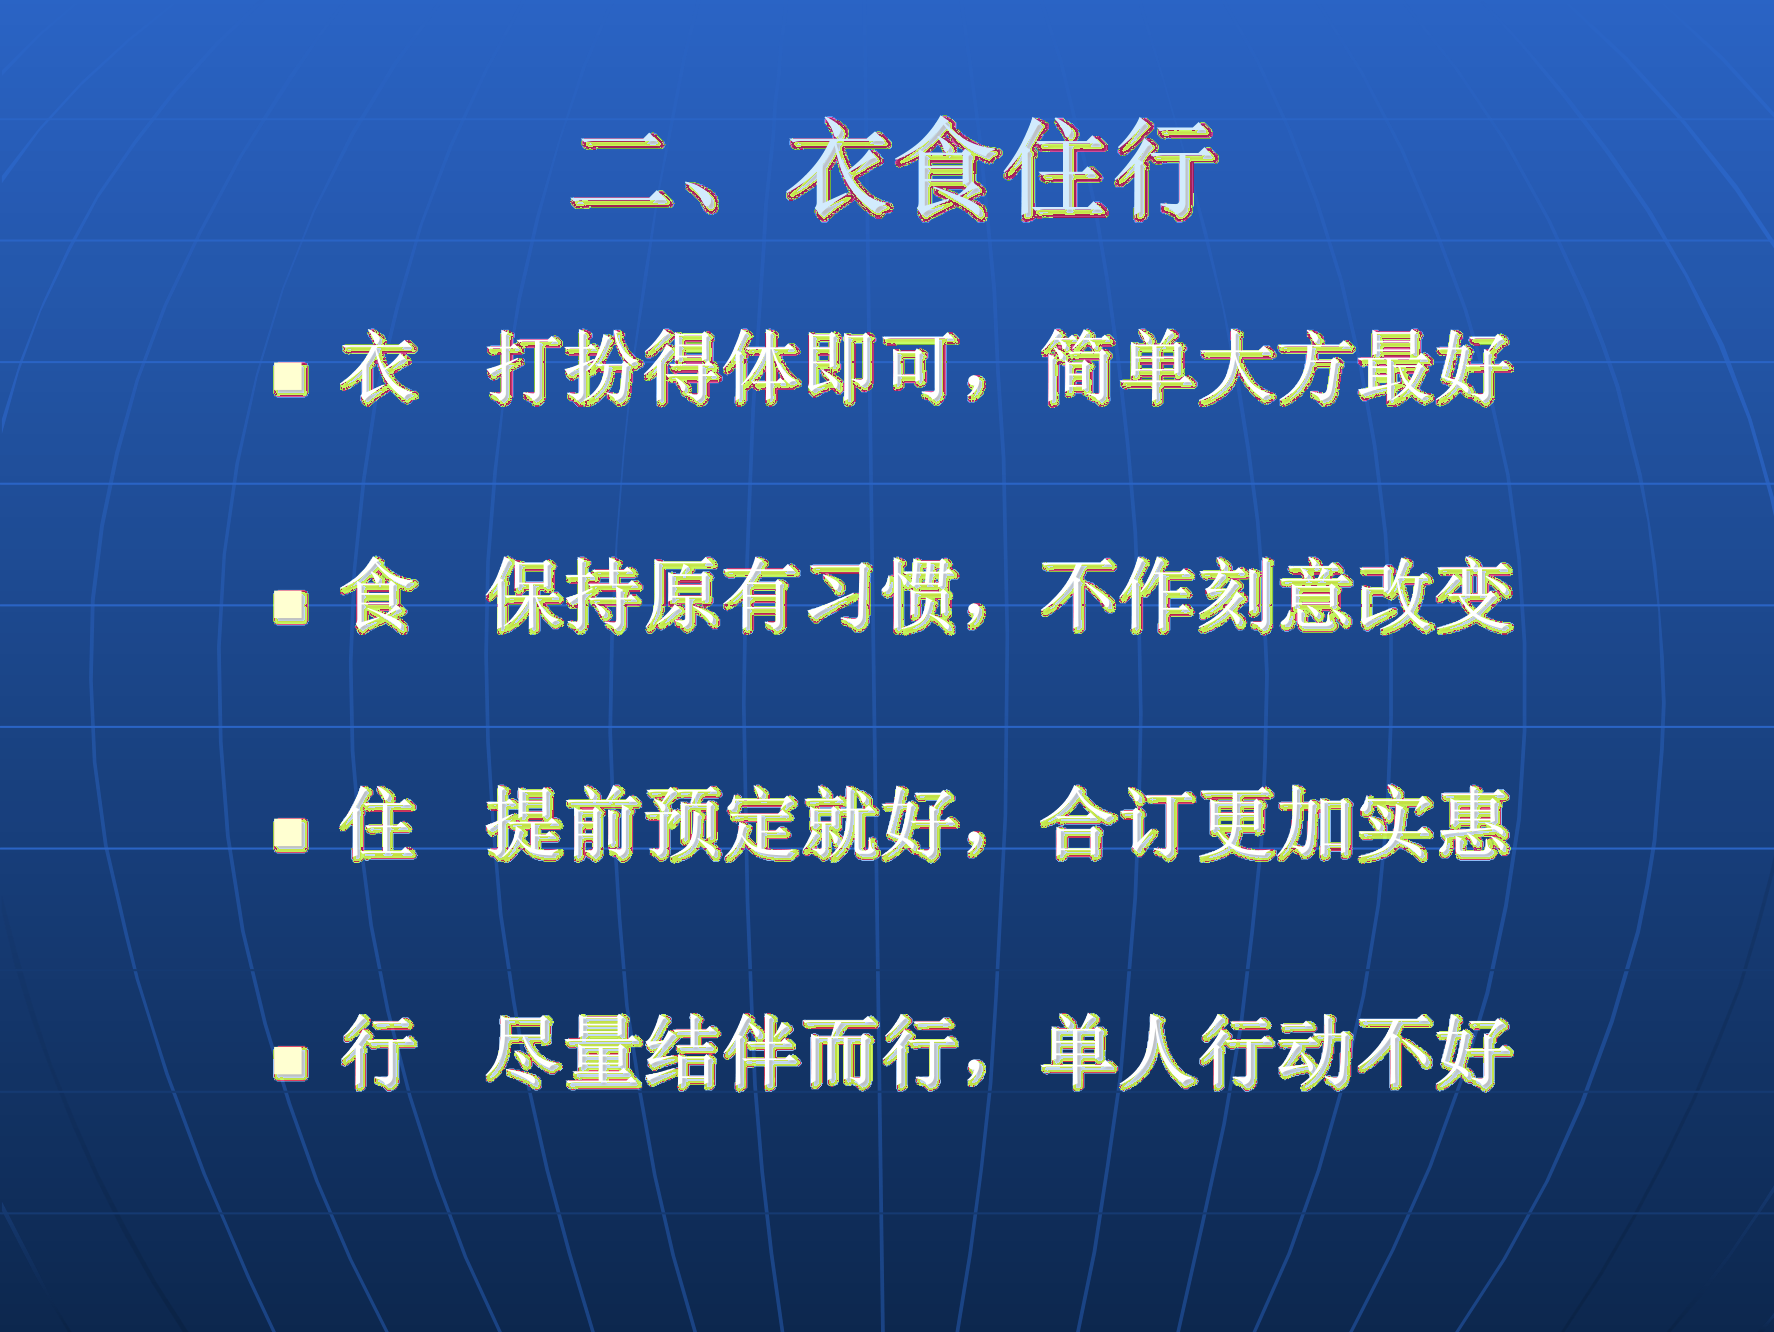 二、衣食住行
衣 打扮得体即可，简单大方最好
食 保持原有习惯，不作刻意改变
住 提前预定就好，合订更加实惠
行 尽量结伴而行，单人行动不好